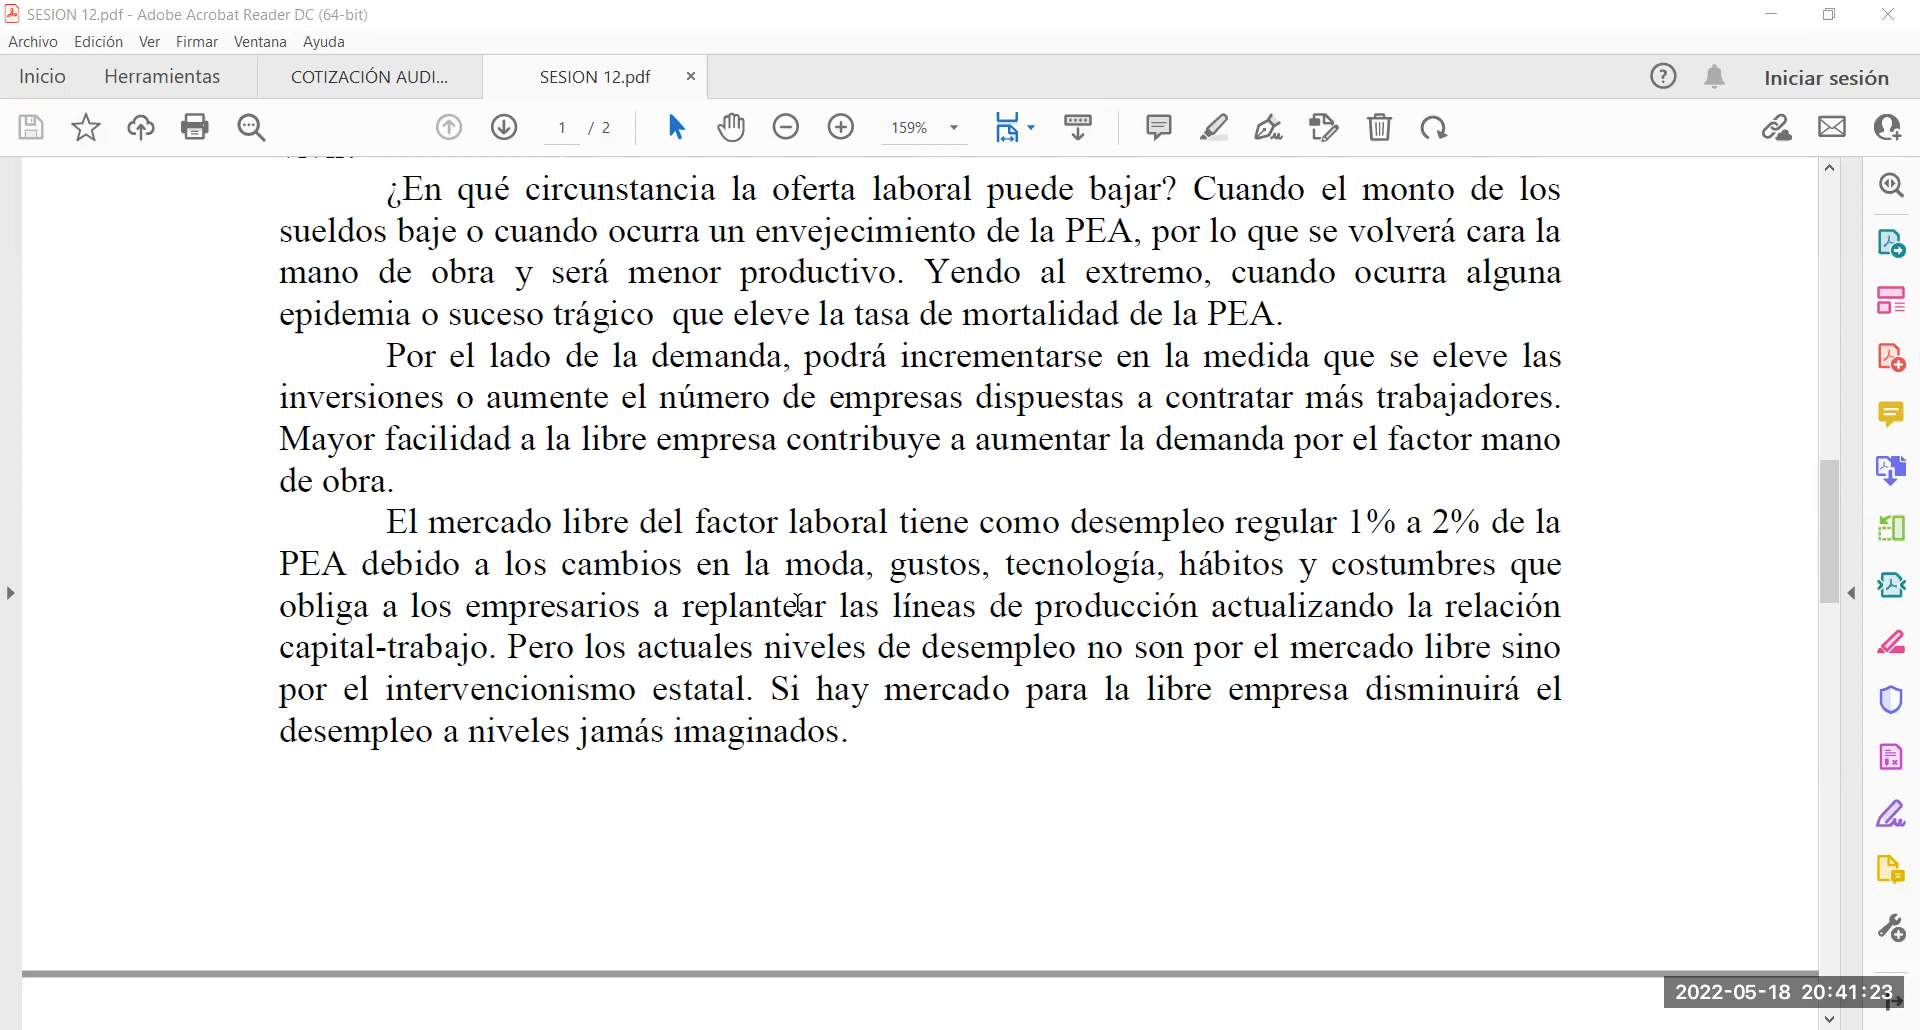 SESION 12.pdf - Adobe Acrobat Reader DC (64-bit)
Archivo Edición Ver Firmar Ventana Ayuda
Inicio Herramientas COTIZACIÓN AUDI... SESION 12.pdf × Iniciar sesión
1 / 2 159%
¿En qué circunstancia la oferta laboral puede bajar? Cuando el monto de los
sueldos baje o cuando ocurra un envejecimiento de la PEA, por lo que se volverá cara la
mano de obra y será menor productivo. Yendo al extremo, cuando ocurra alguna
epidemia o suceso trágico que eleve la tasa de mortalidad de la PEA.
Por el lado de la demanda, podrá incrementarse en la medida que se eleve las
inversiones o aumente el número de empresas dispuestas a contratar más trabajadores.
Mayor facilidad a la libre empresa contribuye a aumentar la demanda por el factor mano
de obra.
El mercado libre del factor laboral tiene como desempleo regular 1% a 2% de la
PEA debido a los cambios en la moda, gustos, tecnología, hábitos y costumbres que
obliga a los empresarios a replantear las líneas de producción actualizando la relación
capital-trabajo. Pero los actuales niveles de desempleo no son por el mercado libre sino
por el intervencionismo estatal. Si hay mercado para la libre empresa disminuirá el
desempleo a niveles jamás imaginados.
2022-05-18 20:41:23